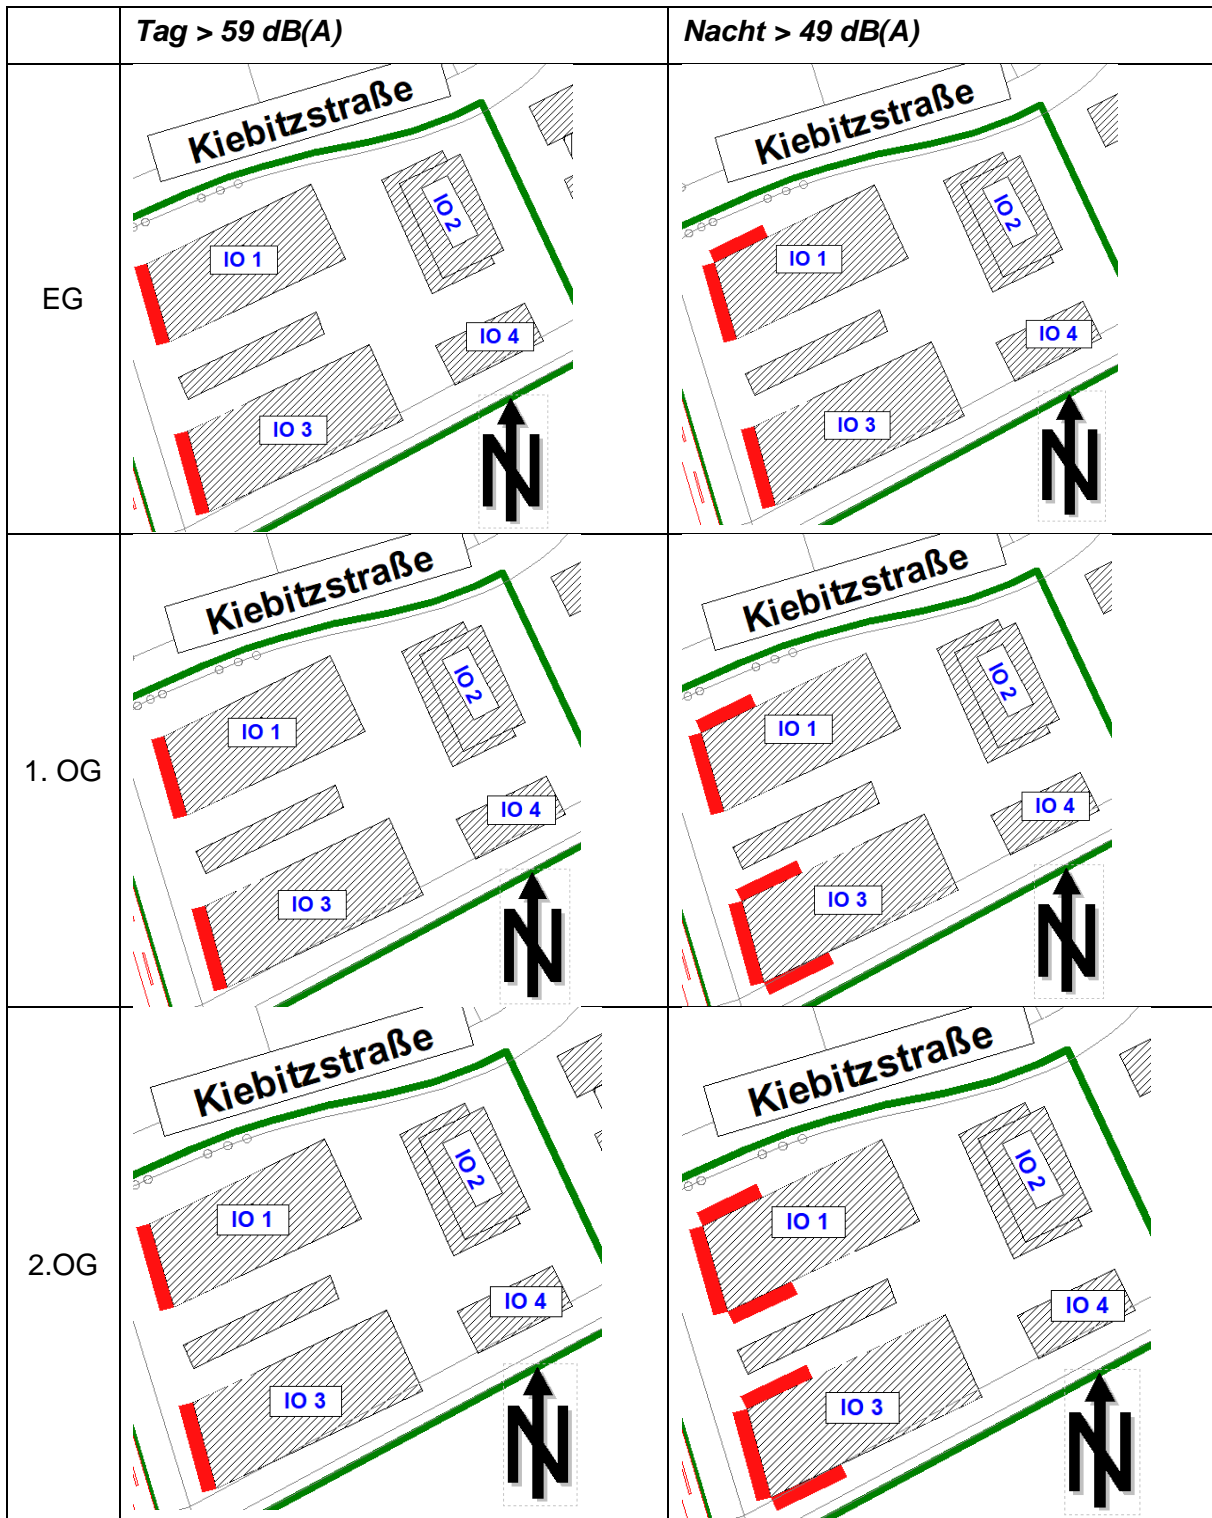 Tag > 59 dB(A)
Nacht > 49 dB(A)
EG
Kiebitzstraße
IO 1
IO 2
IO 3
IO 4
N
Kiebitzstraße
IO 1
IO 2
IO 3
IO 4
N
1. OG
Kiebitzstraße
IO 1
IO 2
IO 3
IO 4
N
Kiebitzstraße
IO 1
IO 2
IO 3
IO 4
N
2.OG
Kiebitzstraße
IO 1
IO 2
IO 3
IO 4
N
Kiebitzstraße
IO 1
IO 2
IO 3
IO 4
N